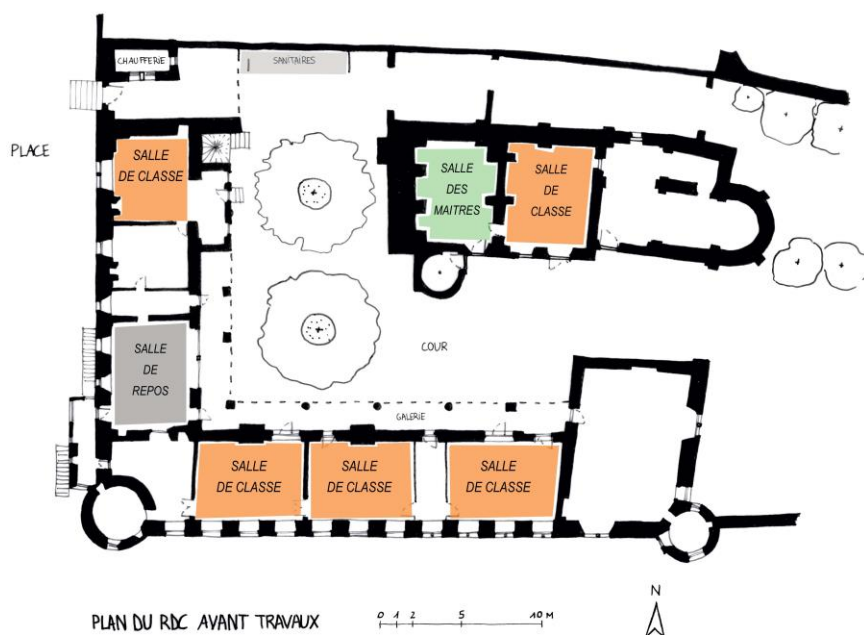 CHAUFFERIE
SANITAIRES
PLACE
SALLE
DE CLASSE
SALLE
DES
MAITRES
SALLE
DE
CLASSE
SALLE
DE
REPOS
COUR
GALERIE
SALLE
DE CLASSE
SALLE
DE CLASSE
SALLE
DE CLASSE
N
PLAN DU RDC AVANT TRAVAUX
0 1 2 5 10 M